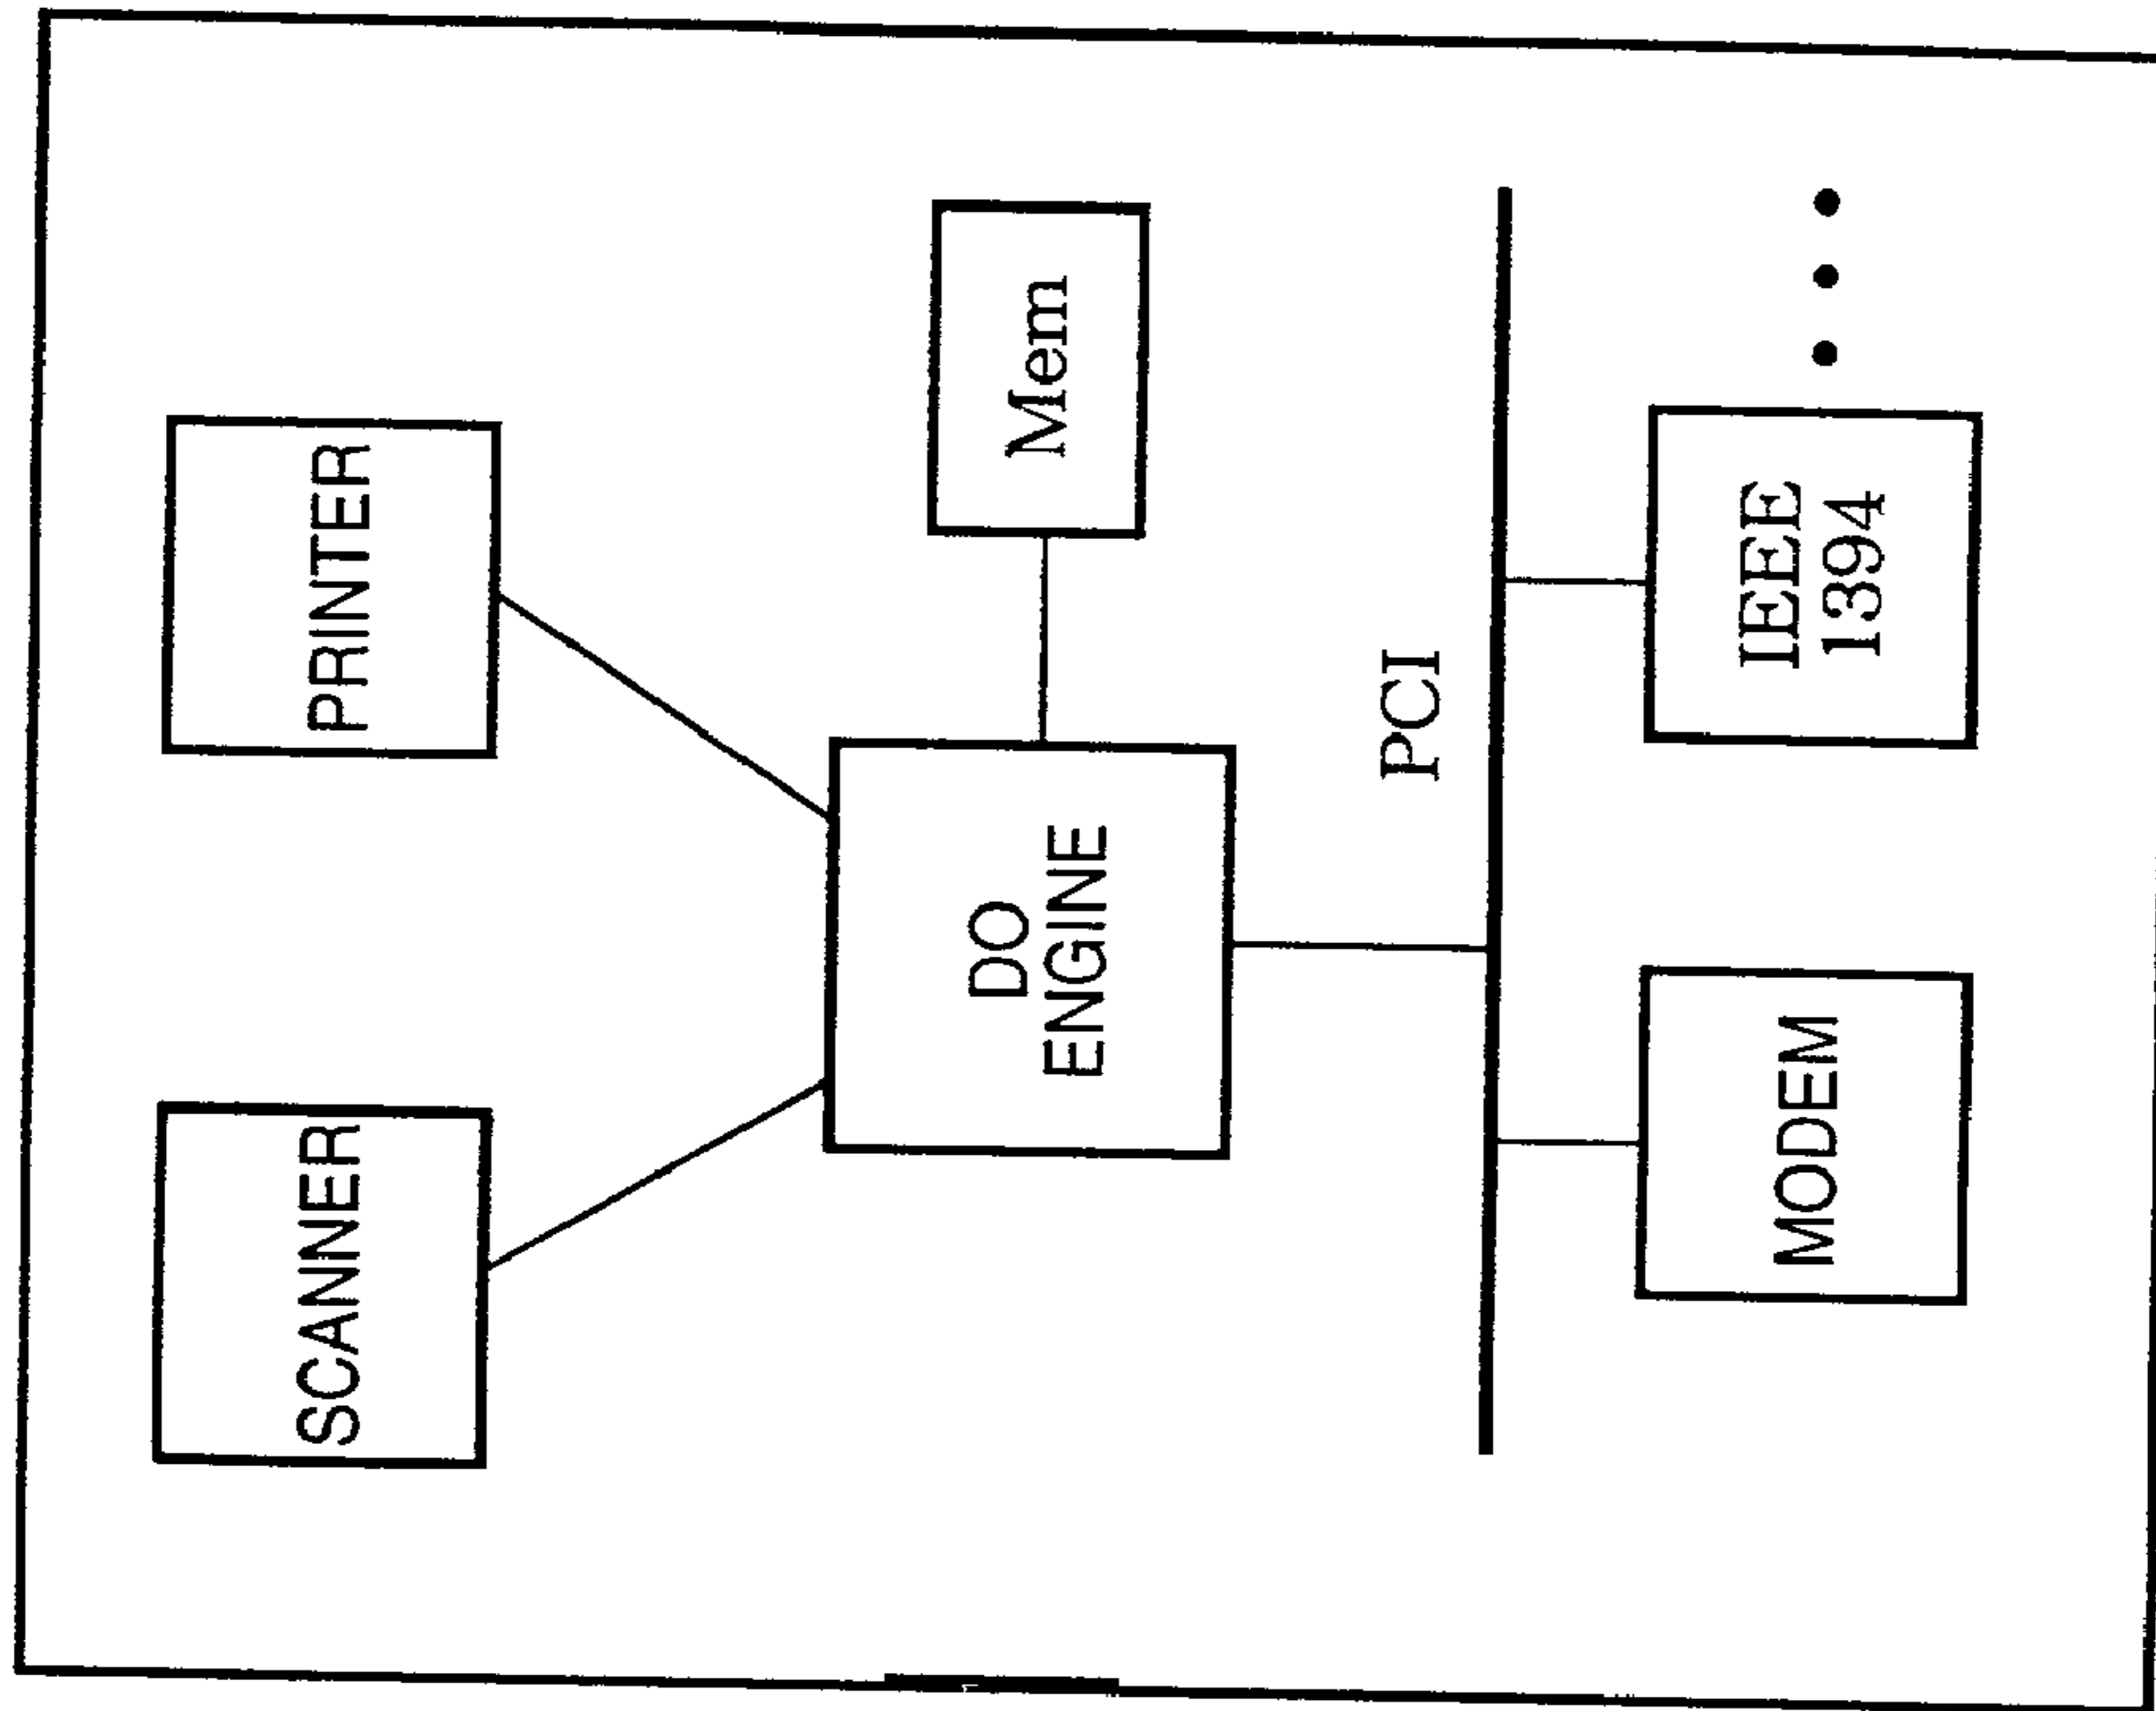 SCANNER
PRINTER
DO
ENGINE
Mem
PCI
MODEM
IEEE
1394